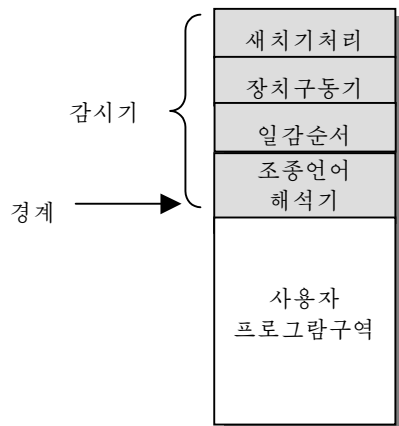 새치기처리
장치구동기
일감순서
조종언어
해석기
감시기
경계
사용자
프로그람구역